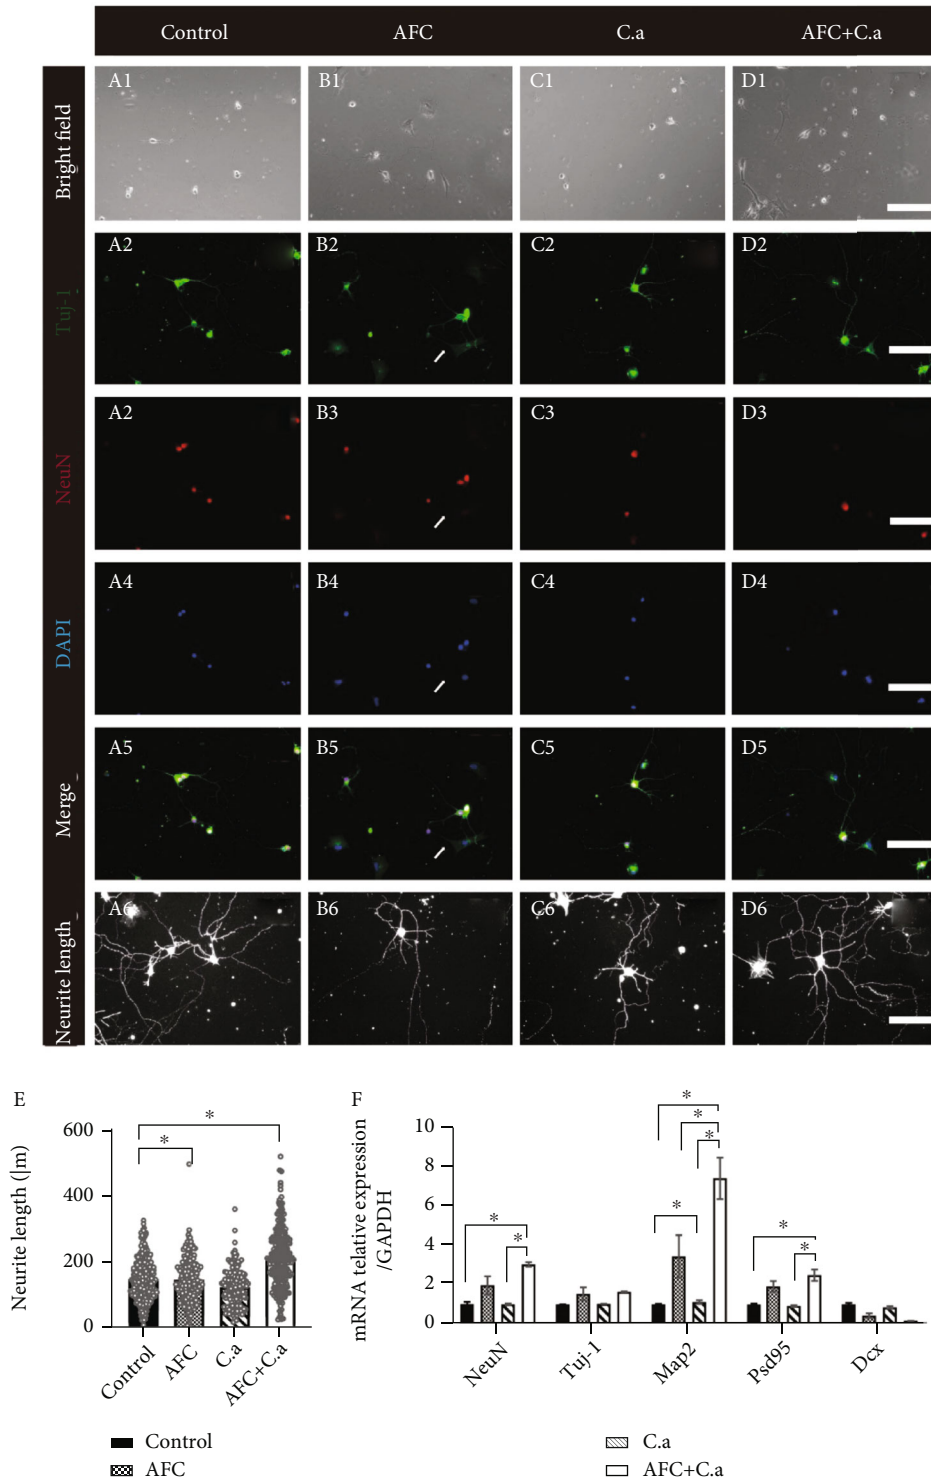 Control AFC C.a AFC+C.a
Bright field
A1 B1 C1 D1
Tuj-1
A2 B2 C2 D2
NeuN
A2 B3 C3 D3
DAPI
A4 B4 C4 D4
Merge
A5 B5 C5 D5
Neurite length
A6 B6 C6 D6
E
Neurite length (|m)
600
400
200
0
* *
Control AFC C.a AFC+C.a
F
mRNA telative expression
/GAPDH
10
8
6
4
2
0
* * * * * * * *
NeuN Tuj-1 Map2 Psd95 Dcx
Control
AFC
C.a
AFC+C.a